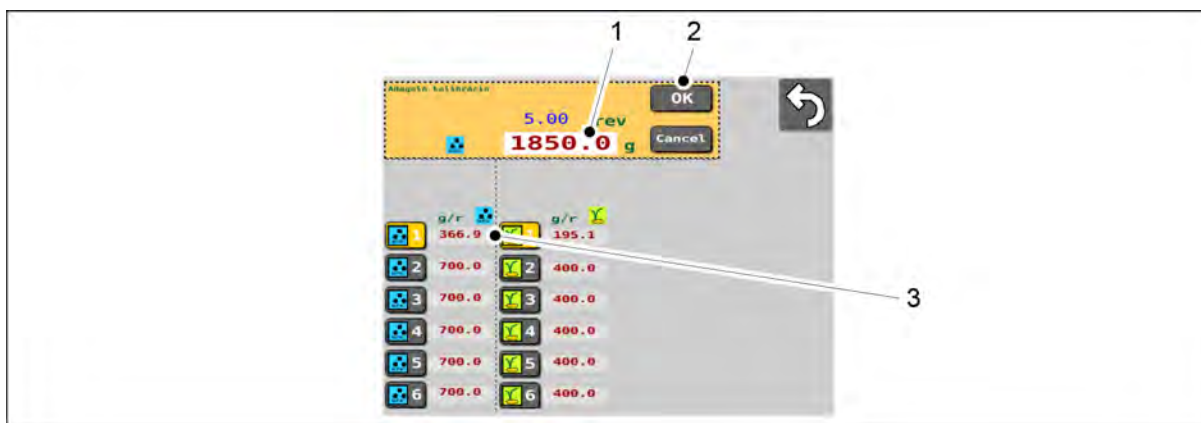 1 2
Adagoló kalibráció
OK
5.00 rev
1850.0 g
Cancel
g/r g/r
1 366.9 1 195.1
3
2 700.0 2 400.0
3 700.0 3 400.0
4 700.0 4 400.0
5 700.0 5 400.0
6 700.0 6 400.0